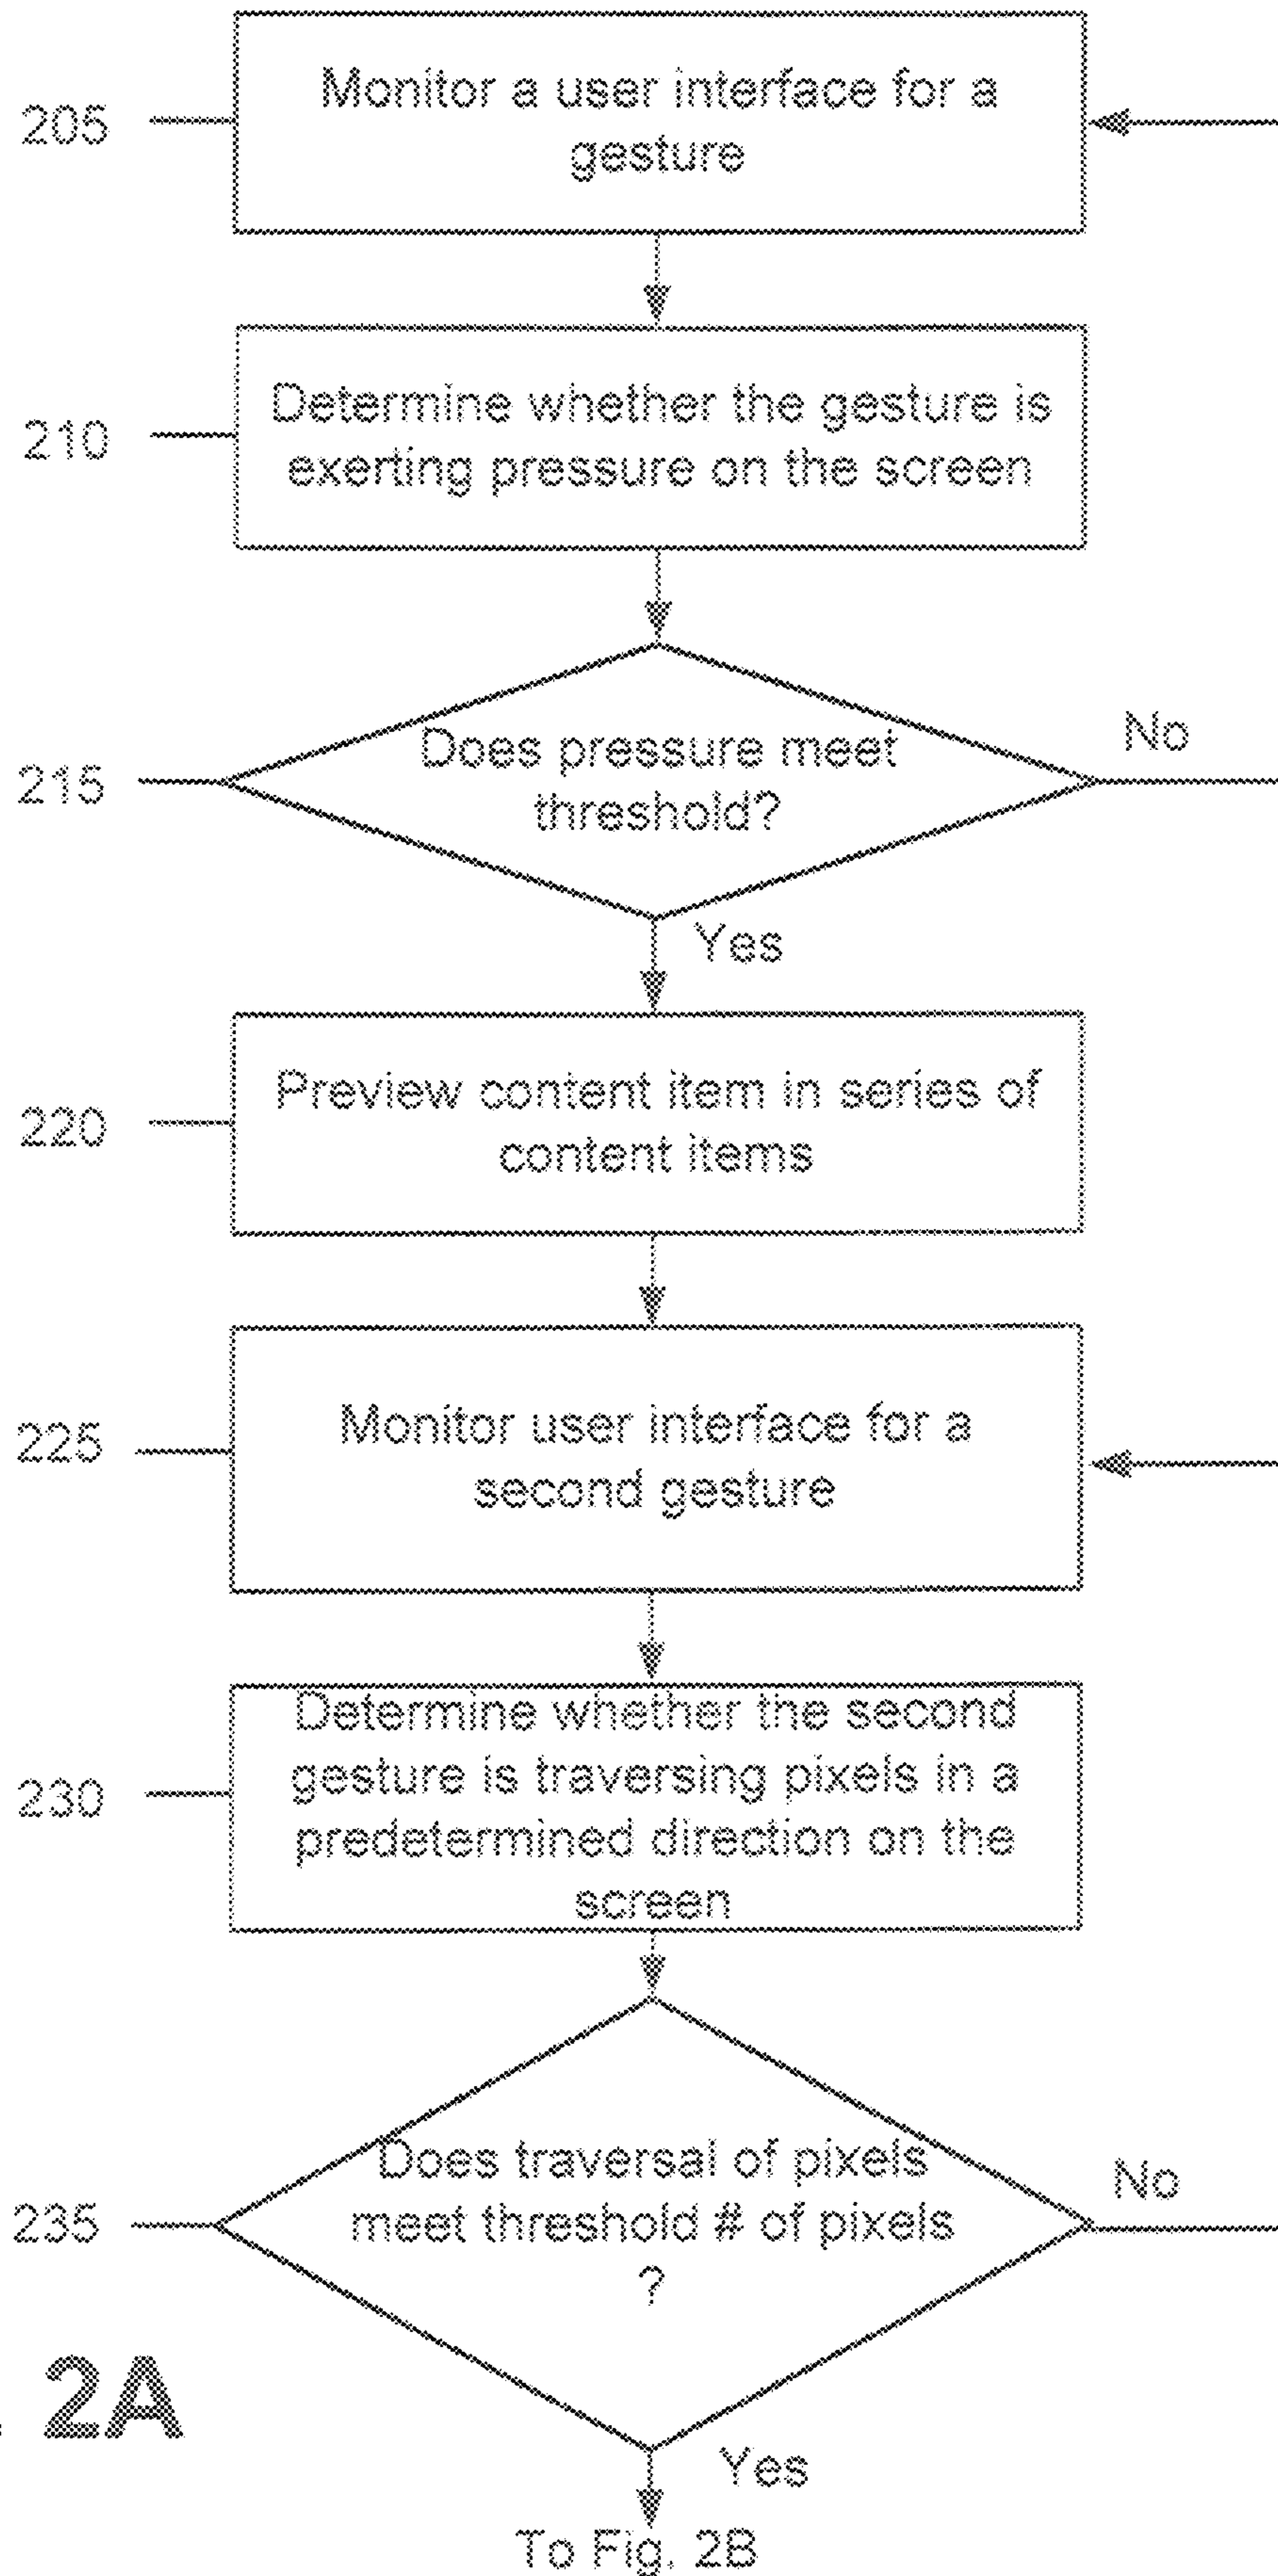 205
Monitor a user interface for a
gesture
210
Determine whether the gesture is
exerting pressure on the screen
215
Does pressure meet
threshold?
No
Yes
220
Preview content item in series of
content items
225
Monitor user interface for a
second gesture
230
Determine whether the second
gesture is traversing pixels in a
predetermined direction on the
screen
235
Does traversal of pixels
meet threshold # of pixels
?
No
2A
Yes
To Fig. 2B